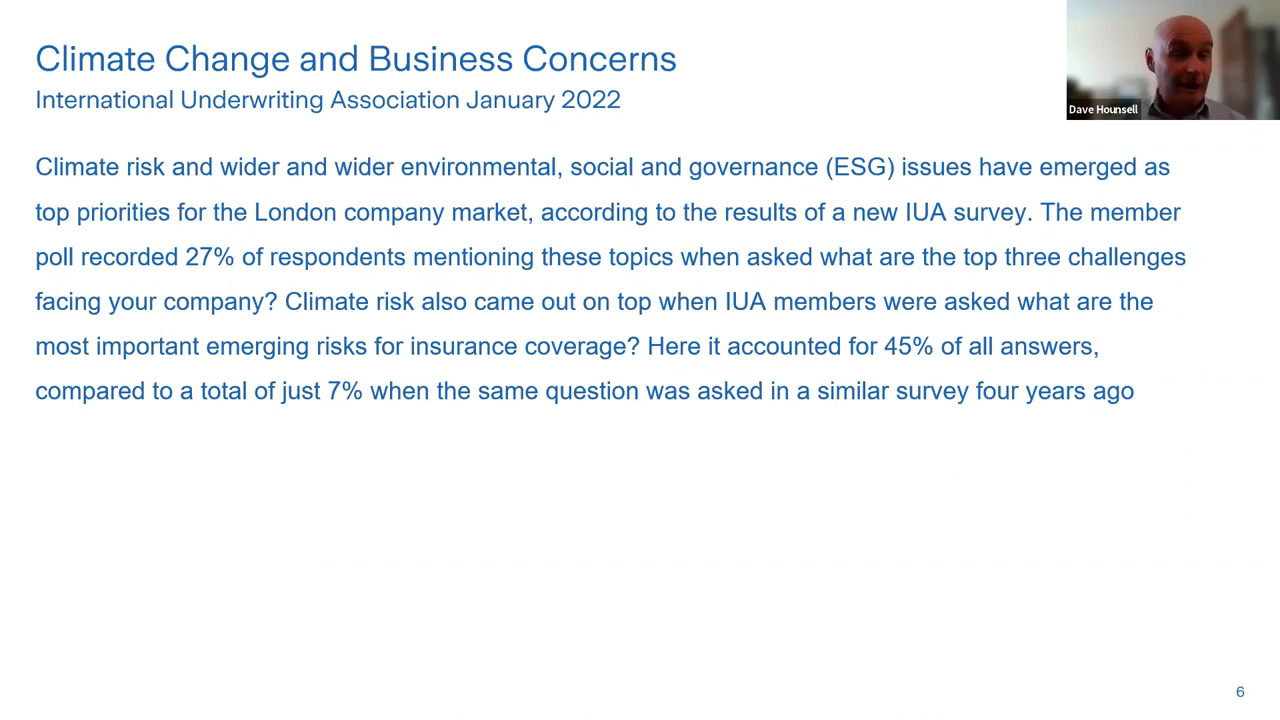 Climate Change and Business Concerns
International Underwriting Association January 2022
Dave Hounsell
Climate risk and wider and wider environmental, social and governance (ESG) issues have emerged as
top priorities for the London company market, according to the results of a new IUA survey. The member
poll recorded 27% of respondents mentioning these topics when asked what are the top three challenges
facing your company? Climate risk also came out on top when IUA members were asked what are the
most important emerging risks for insurance coverage? Here it accounted for 45% of all answers,
compared to a total of just 7% when the same question was asked in a similar survey four years ago
6